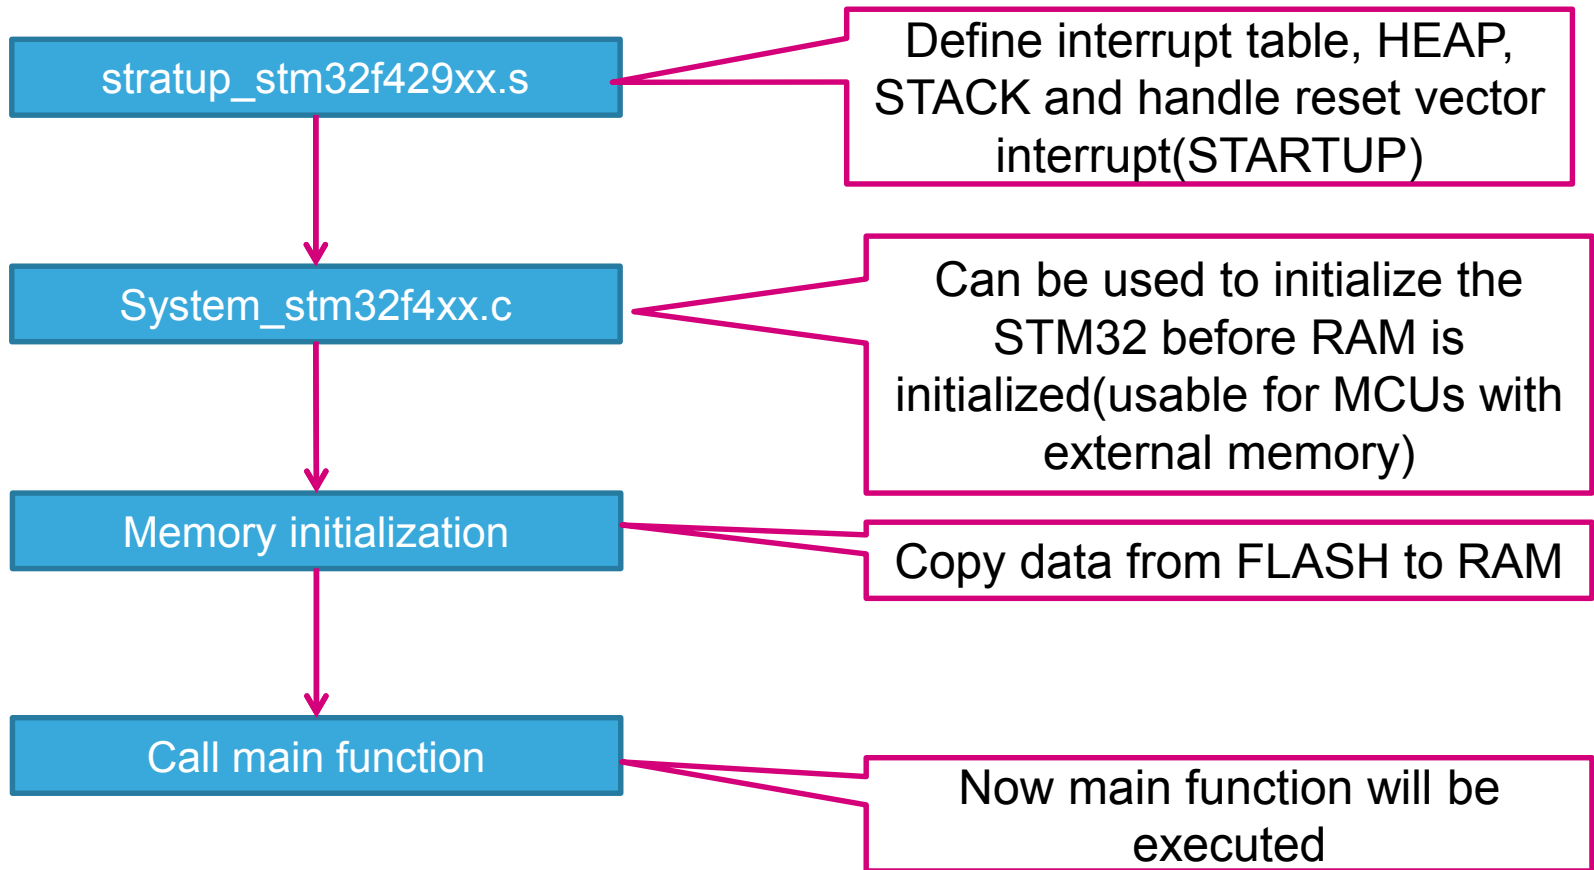 stratup_stm32f429xx.s
Define interrupt table, HEAP,
STACK and handle reset vector
interrupt(STARTUP)
System_stm32f4xx.c
Can be used to initialize the
STM32 before RAM is
initialized(usable for MCUs with
external memory)
Memory initialization
Copy data from FLASH to RAM
Call main function
Now main function will be
executed